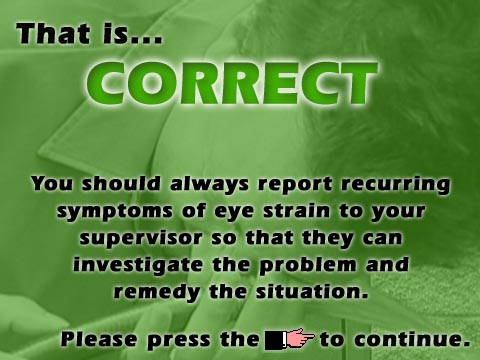 That is...
CORRECT
You should always report recurring
symptoms of eye strain to your
supervisor so that they can
investigate the problem and
remedy the situation.
Please press the to continue.